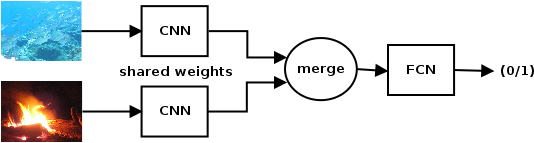 CNN
shared weights
CNN
merge
FCN
(0/1)